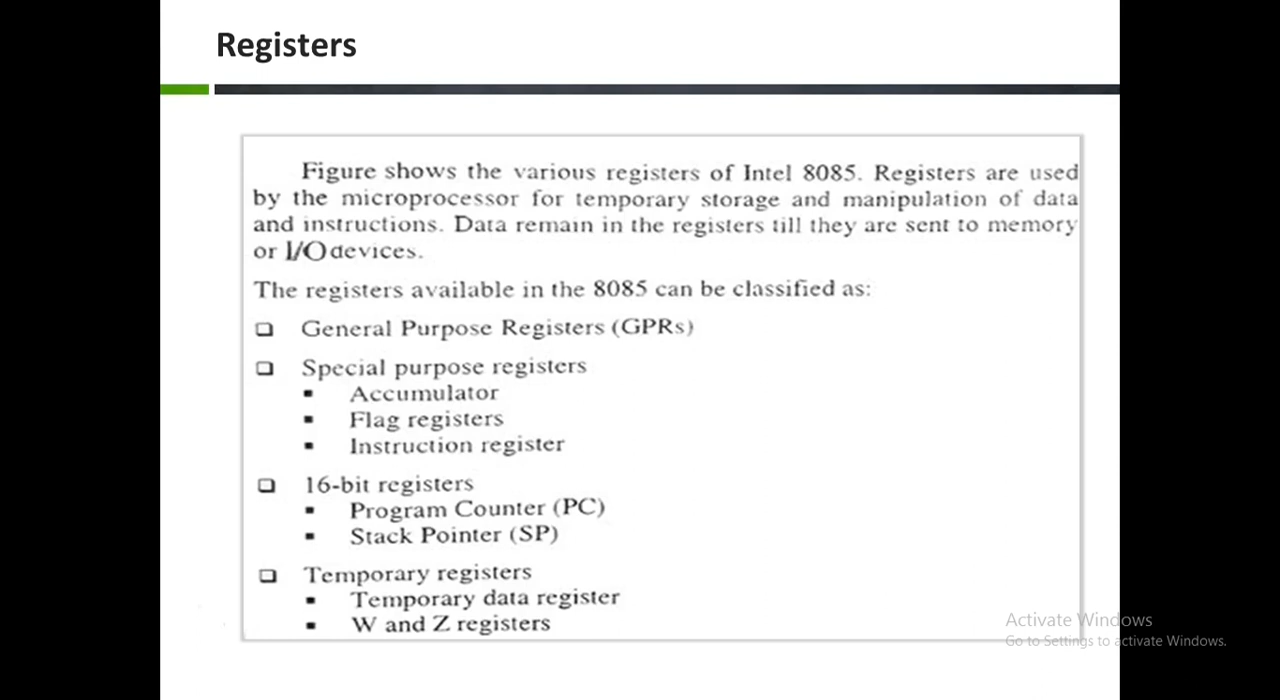 Registers
Figure shows the various registers of Intel 8085. Registers are used
by the microprocessor for temporary storage and manipulation of data
and instructions. Data remain in the registers till they are sent to memory
or I/O devices.
The registers available in the 8085 can be classified as:
❑ General Purpose Registers (GPRs)
❑ Special purpose registers
▪ Accumulator
▪ Flag registers
▪ Instruction register
❑ 16-bit registers
▪ Program Counter (PC)
▪ Stack Pointer (SP)
❑ Temporary registers
▪ Temporary data register
▪ W and Z registers
Activate Windows
Go to Settings to activate Windows.